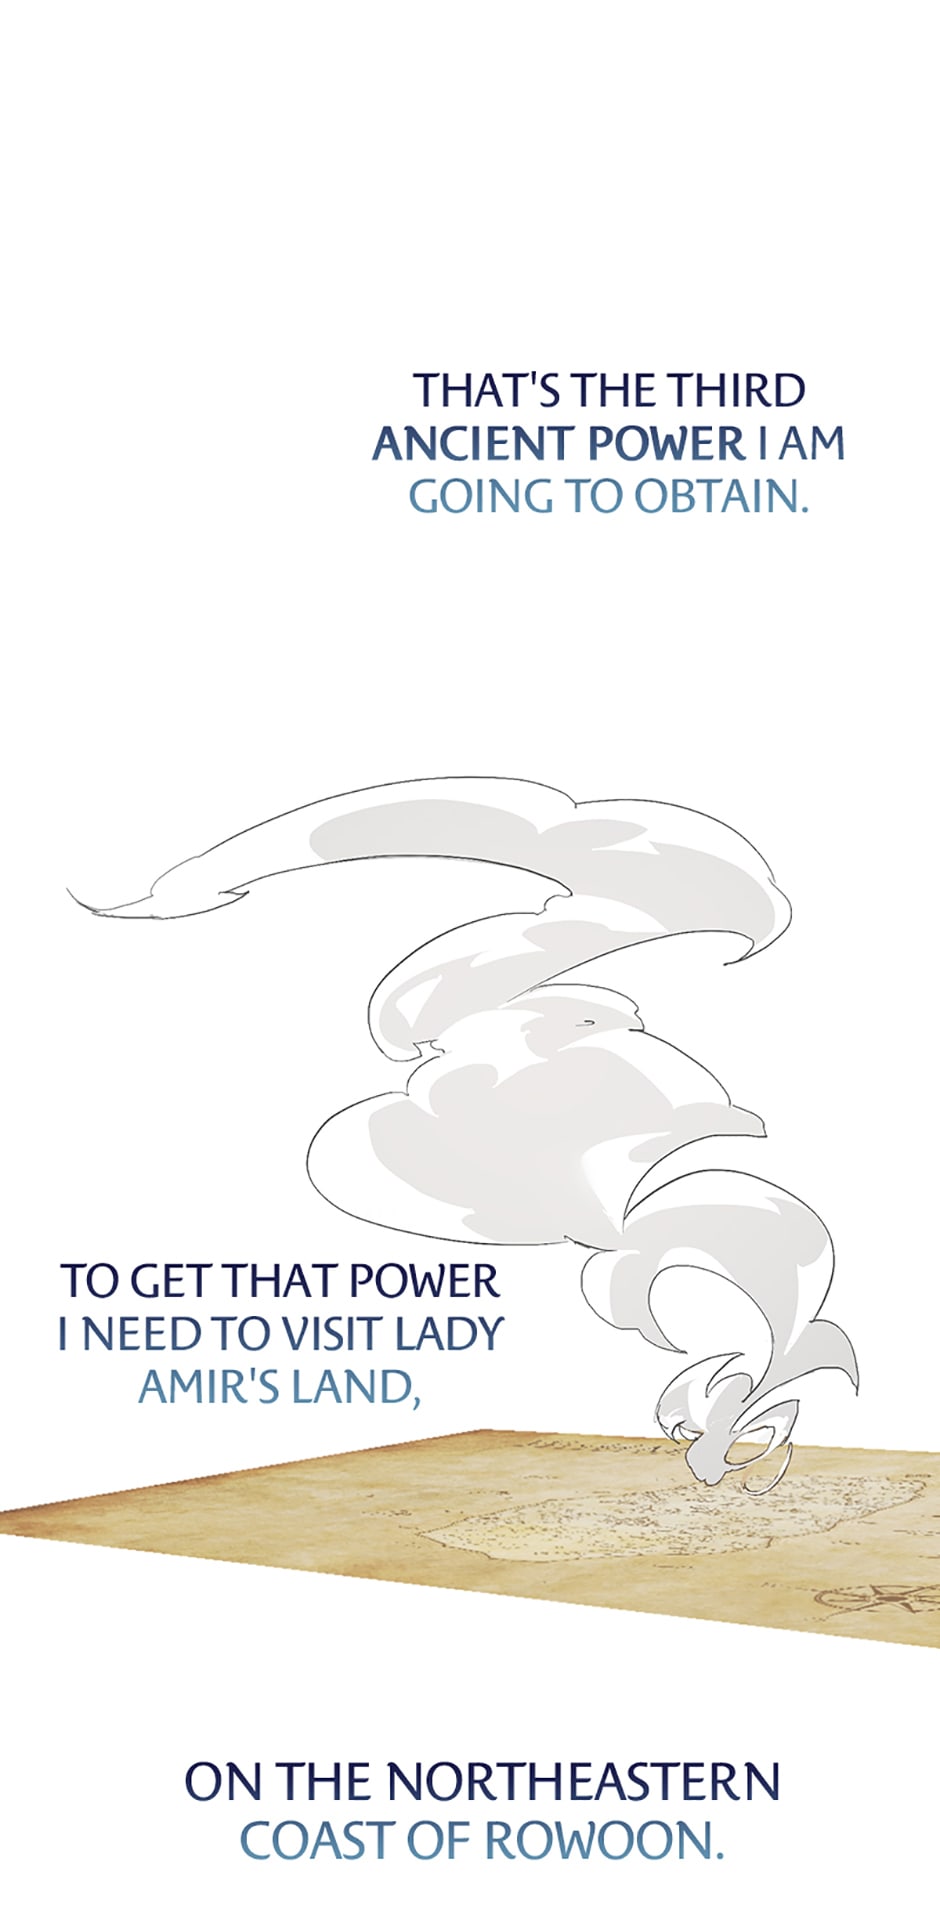 THAT'S THE THIRD
ANCIENT POWER I AM
GOING TO OBTAIN.
TO GET THAT POWER
I NEED TO VISIT LADY
AMIR'S LAND,
ON THE NORTHEASTERN
COAST OF ROWOON.